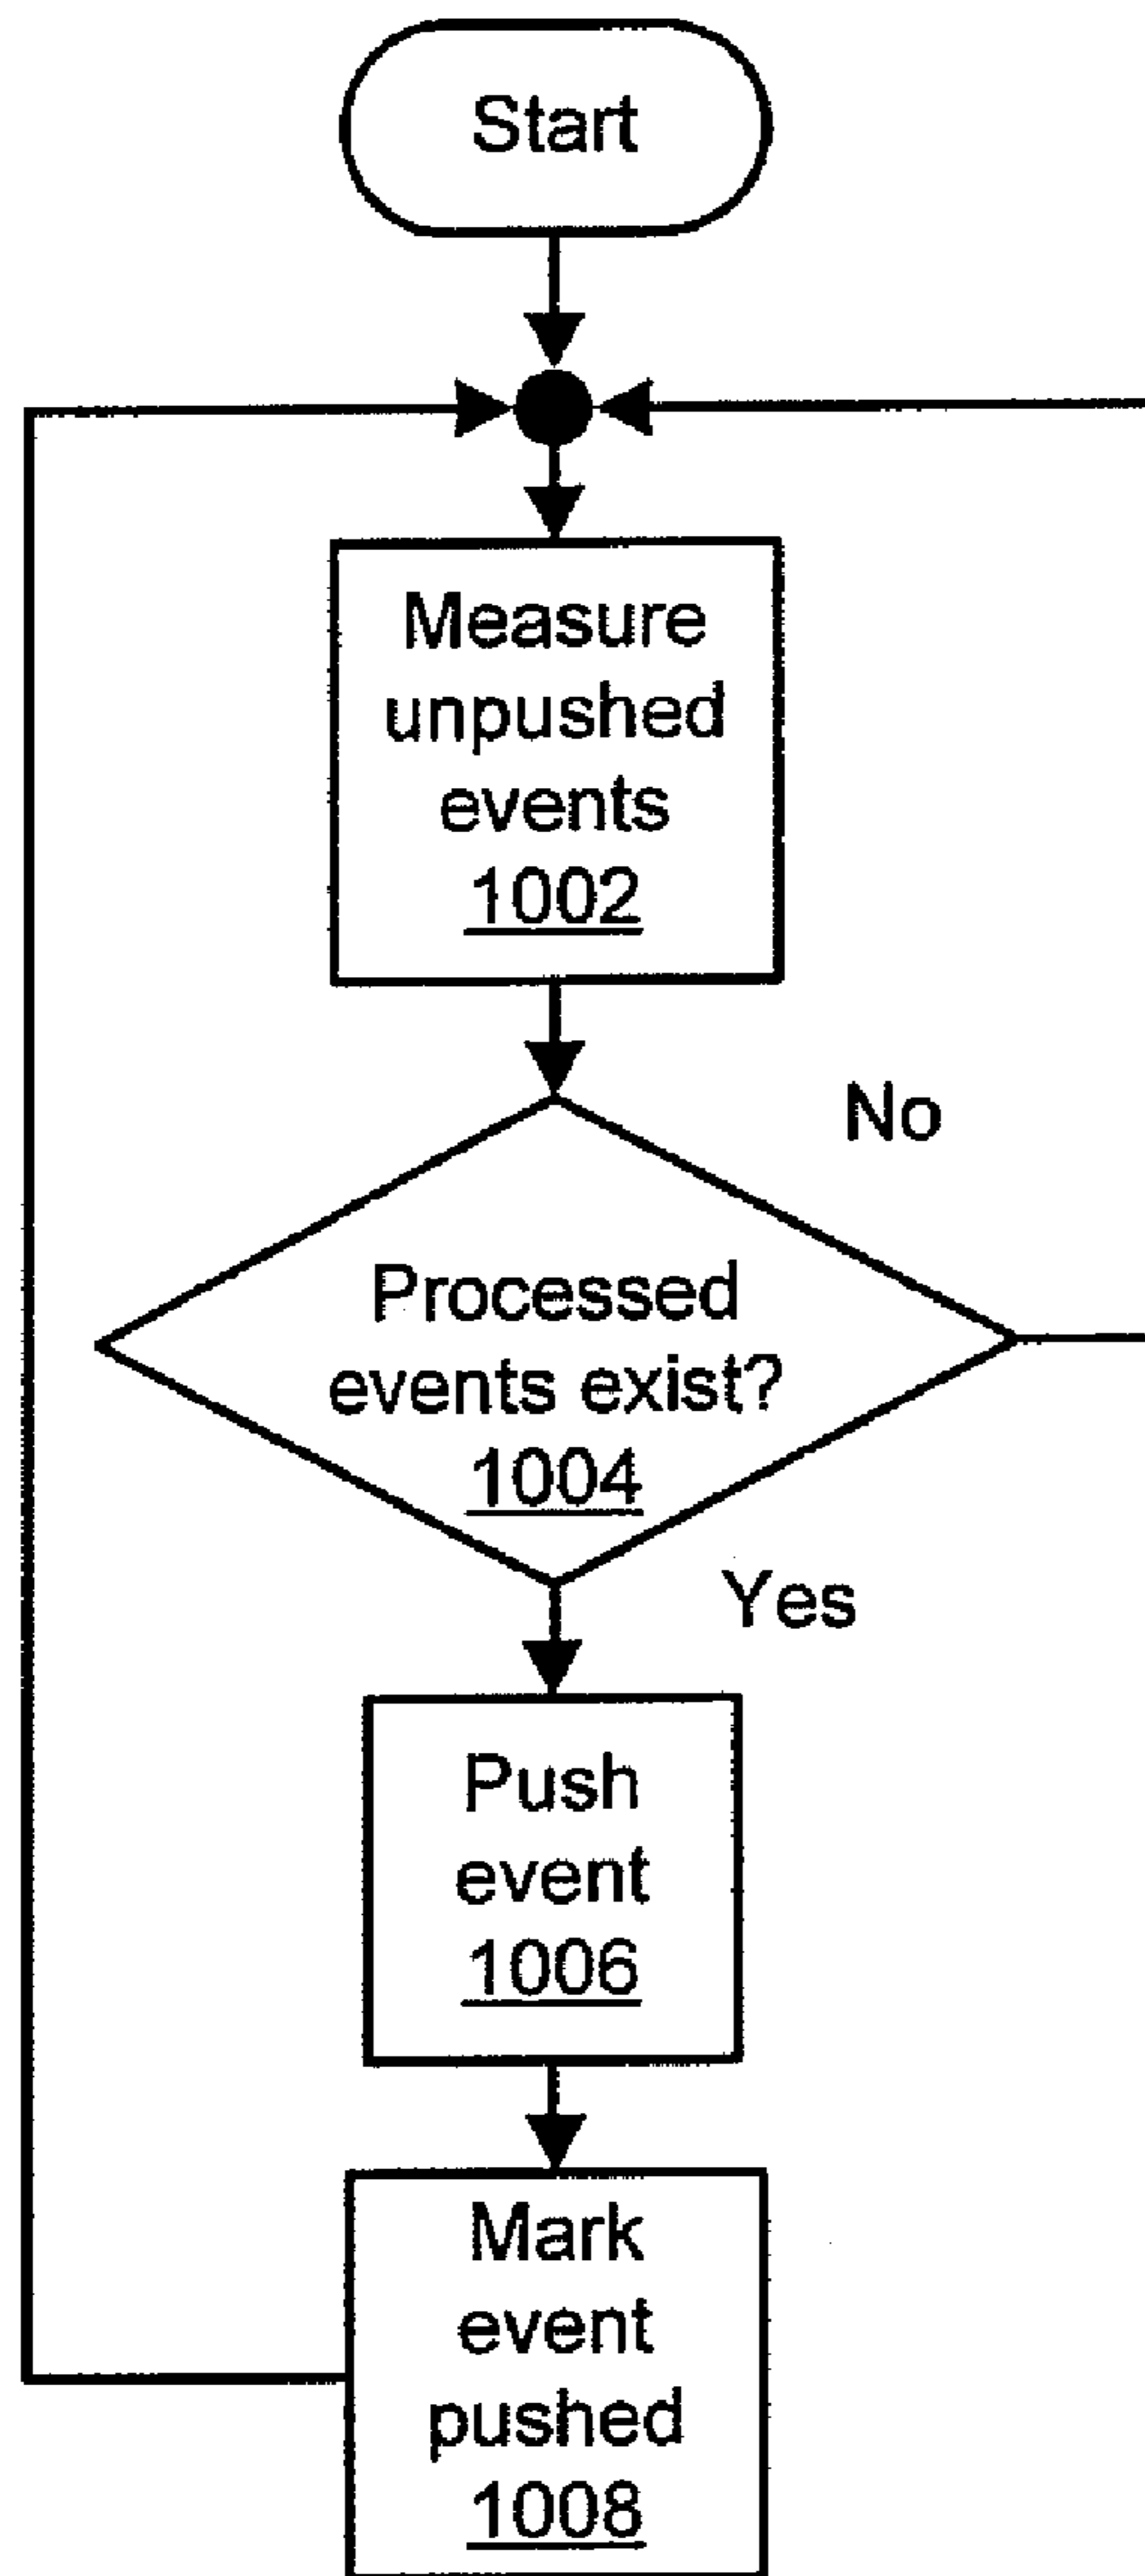 Start
Measure
unpushed
events
1002
No
Processed
events exist?
1004
Yes
Push
event
1006
Mark
event
pushed
1008